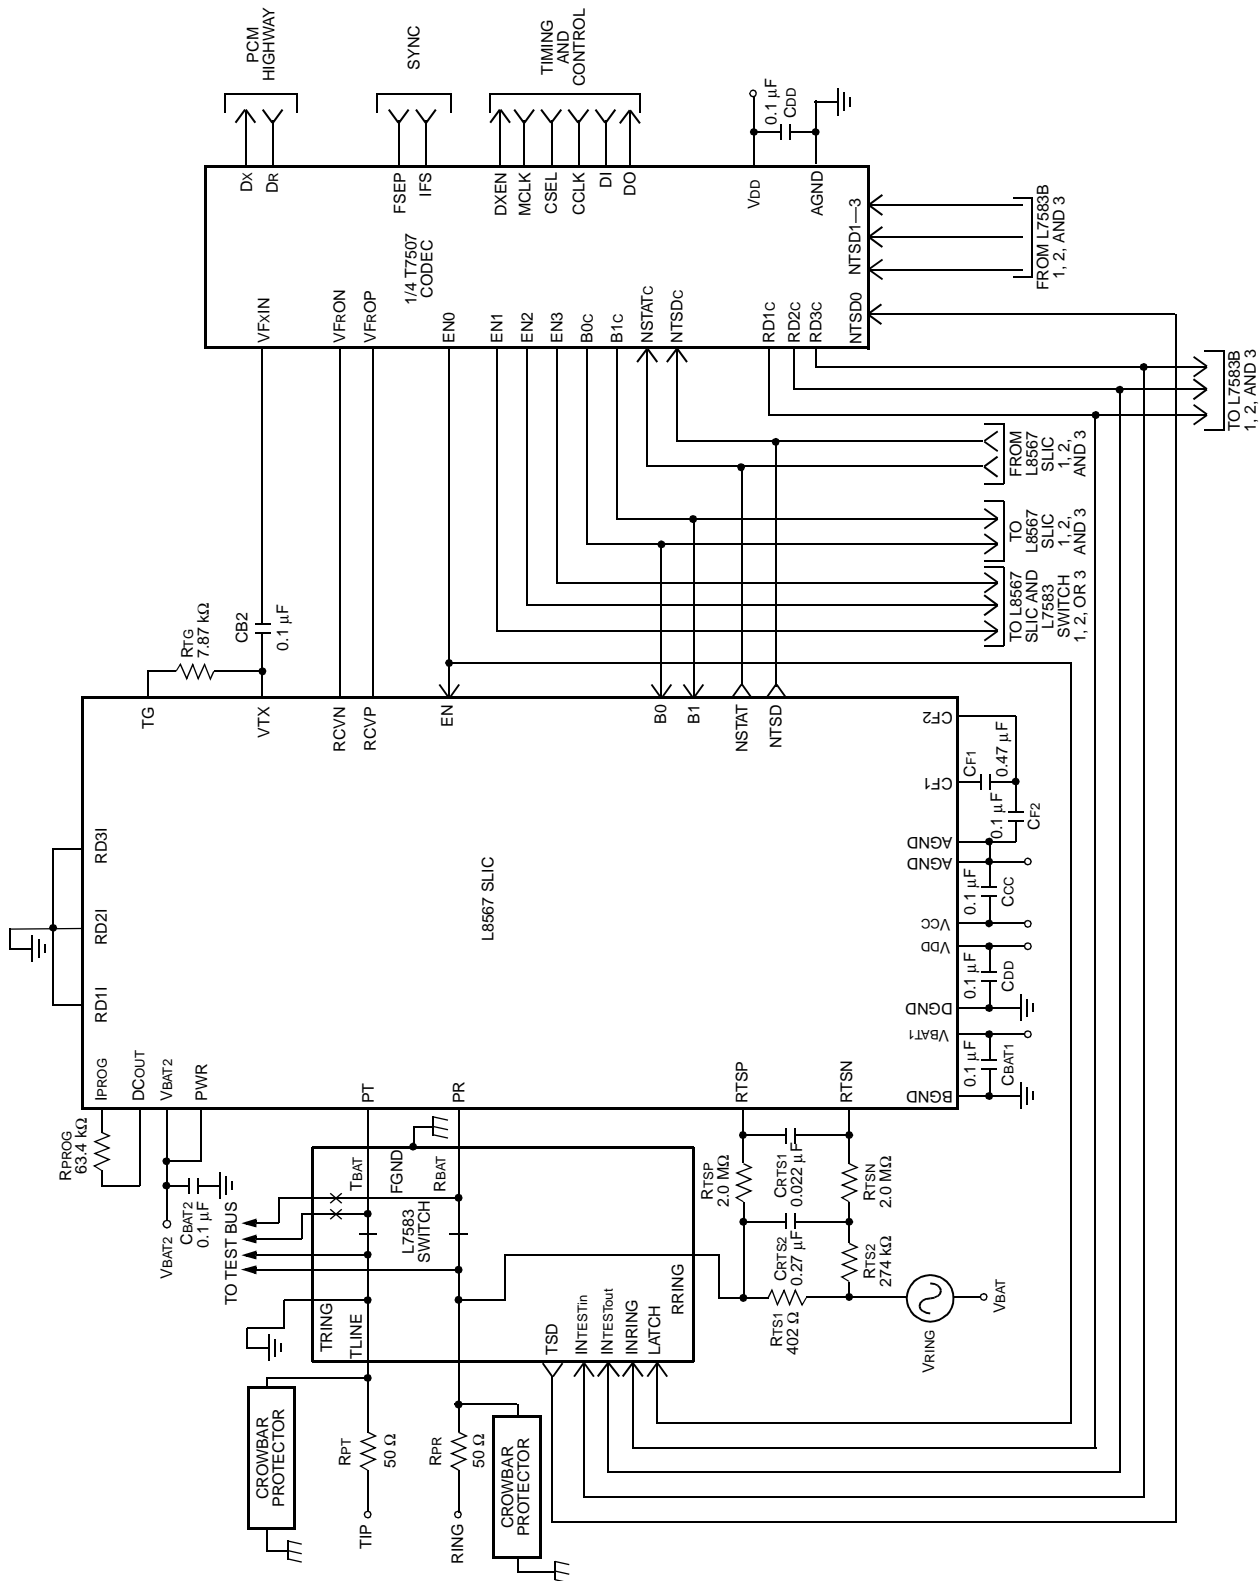 PCM
HIGHWAY
SYNC
TIMING
AND
CONTROL
0.1 µF
CDD
DX
DR
FSEP
IFS
DXEN
MCLK
CSEL
CCLK
DI
DO
VDD
AGND
1/4 T7507
CODEC
VFXIN
VFRON
VFROP
EN0
EN1
EN2
EN3
B0C
B1C
NSTATC
NTSDC
RD1C
RD2C
RD3C
NTSD0
NTSD1—3
FROM L7583B
1, 2, AND 3
TO L7583B
1, 2, AND 3
FROM
L8567
SLIC
1, 2,
AND 3
TO
L8567
SLIC
1, 2,
AND 3
TO L8567
SLIC AND
L7583
SWITCH
1, 2, OR 3
RTG
7.87 kΩ
CB2
0.1 µF
TG
VTX
RCVN
RCVP
EN
B0
B1
NSTAT
NTSD
RD3I
RD2I
RD1I
L8567 SLIC
CF2
CF1
AGND
AGND
VCC
VDD
DGND
VBAT1
BGND
CF1
0.47 µF
0.1 µF
CF2
0.1 µF
CCC
0.1 µF
CDD
0.1 µF
CBAT1
IPROG
DCOUT
VBAT2
PWR
PT
PR
RTSP
RTSN
RPROG
63.4 kΩ
VBAT2
CBAT2
0.1 µF
TO TEST BUS
TBAT
FGND
RBAT
L7583
SWITCH
TRING
TLINE
TSD
INTESTin
INTESTout
INRING
LATCH
RRING
RTSP
2.0 MΩ
CRTS1
0.022 µF
RTSN
2.0 MΩ
CRTS2
0.27 µF
RTS2
274 kΩ
RTS1
402 Ω
VRING
VBAT
CROWBAR
PROTECTOR
RPT
50 Ω
RPR
50 Ω
CROWBAR
PROTECTOR
TIP
RING